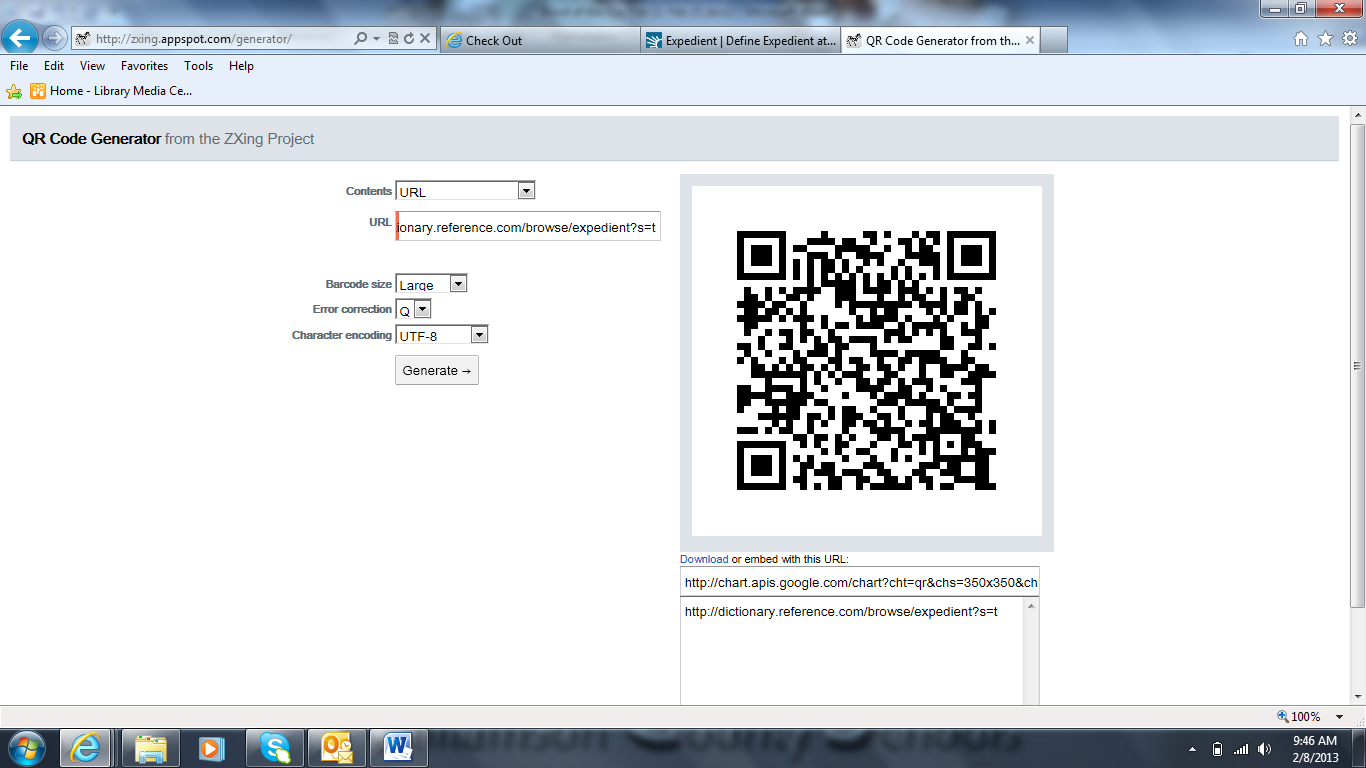 http://zxing.appspot.com/generator/
Check Out
Expedient | Define Expedient at...
QR Code Generator from th...
File Edit View Favorites Tools Help
Home - Library Media Ce...
QR Code Generator from the ZXing Project
Contents URL
URL ionary.reference.com/browse/expedient?s=t
Barcode size Large
Error correction Q
Character encoding UTF-8
Generate →
Download or embed with this URL:
http://chart.apis.google.com/chart?cht=qr&chs=350x350&ch
http://dictionary.reference.com/browse/expedient?s=t
100%
9:46 AM
2/8/2013